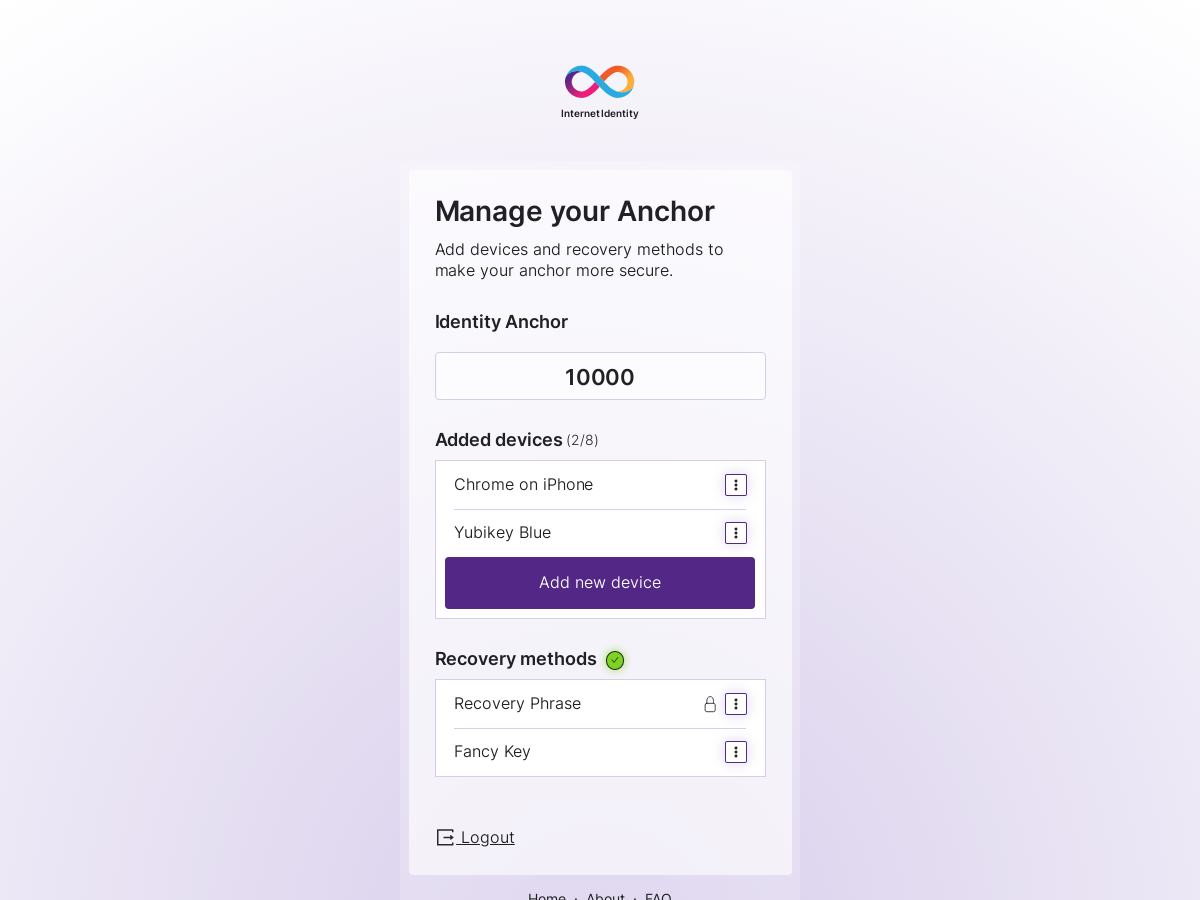 Internet Identity
Manage your Anchor
Add devices and recovery methods to
make your anchor more secure.
Identity Anchor
10000
Added devices (2/8)
Chrome on iPhone
Yubikey Blue
Add new device
Recovery methods
Recovery Phrase
Fancy Key
Logout
Home · About · FAQ